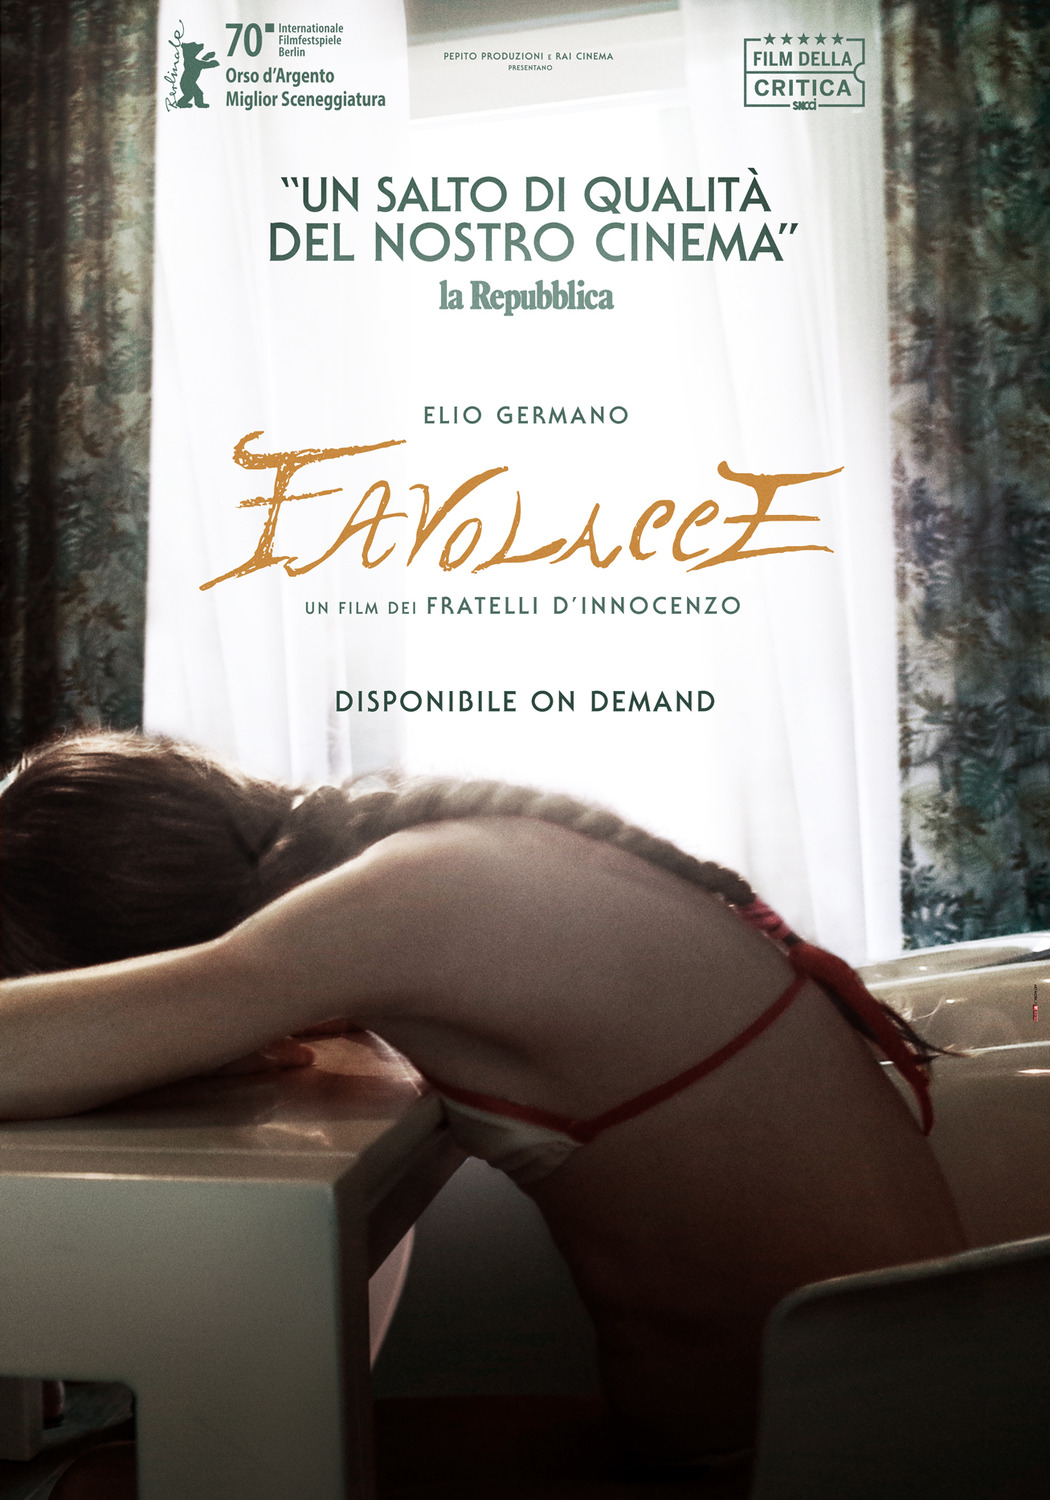 Berlinale
70 Internationale
Filmfestspiele
Berlin
Orso d'Argento
Miglior Sceneggiatura
PEPITO PRODUZIONI E RAI CINEMA
PRESENTANO
FILM DELLA
CRITICA
SNCCI
“UN SALTO DI QUALITÀ
DEL NOSTRO CINEMA”
la Repubblica
ELIO GERMANO
FAVOLACCE
UN FILM DEI FRATELLI D'INNOCENZO
DISPONIBILE ON DEMAND